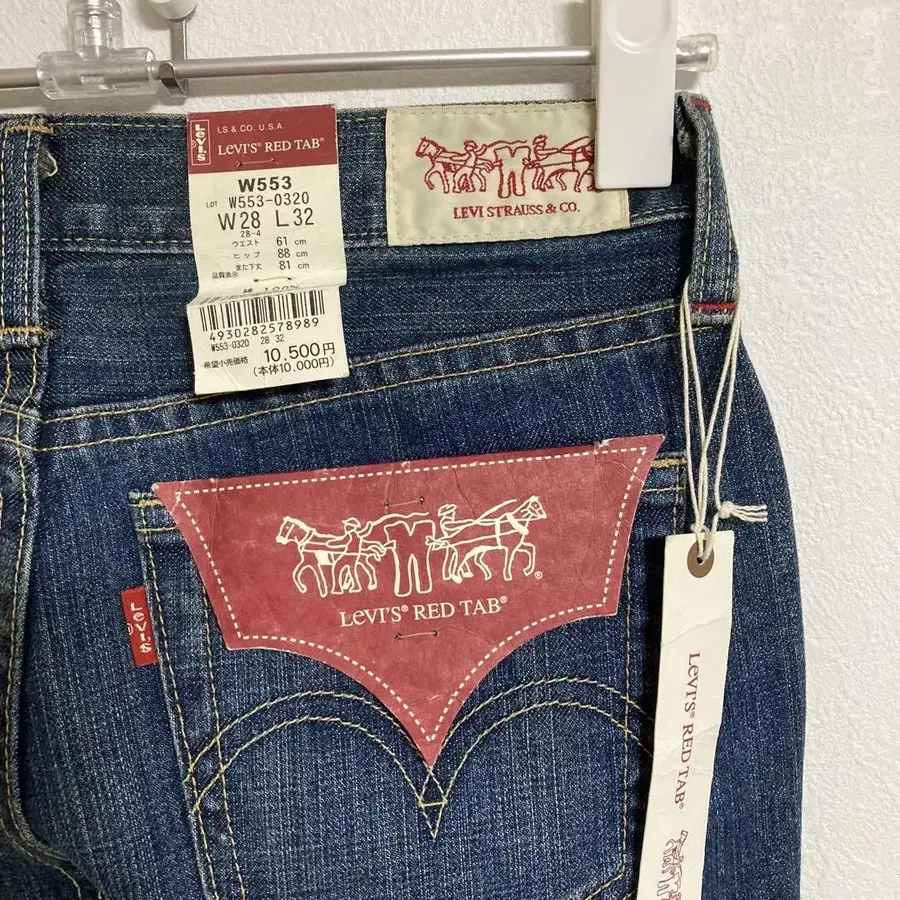 LEVI'S
LS & CO. U.S.A.
LEVI'S® RED TAB®
W553
LOT W553-0320
W28 L32
28-4
ウエスト 61 cm
ヒップ 88 cm
また下丈 81 cm
品質表示
綿 100%
4930282578989
W553-0320 28 32
希望小売価格 10,500円
(本体10,000円)
LEVI STRAUSS & CO.
LEVI'S® RED TAB®
LEVI'S
LEVI'S® RED TAB®